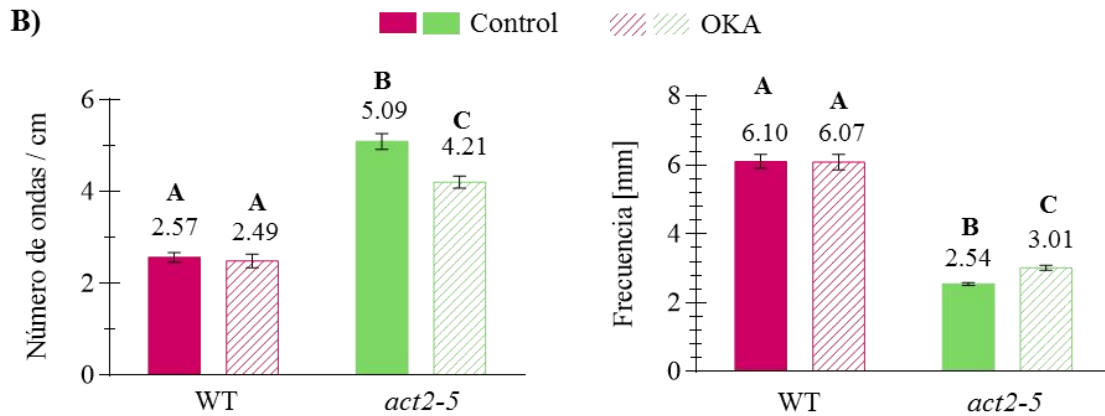 B)
Control
OKA
Número de ondas / cm
6
4
2
0
A
2.57
A
2.49
B
5.09
C
4.21
WT
act2-5
Frecuencia [mm]
8
6
4
2
0
A
6.10
A
6.07
B
2.54
C
3.01
WT
act2-5